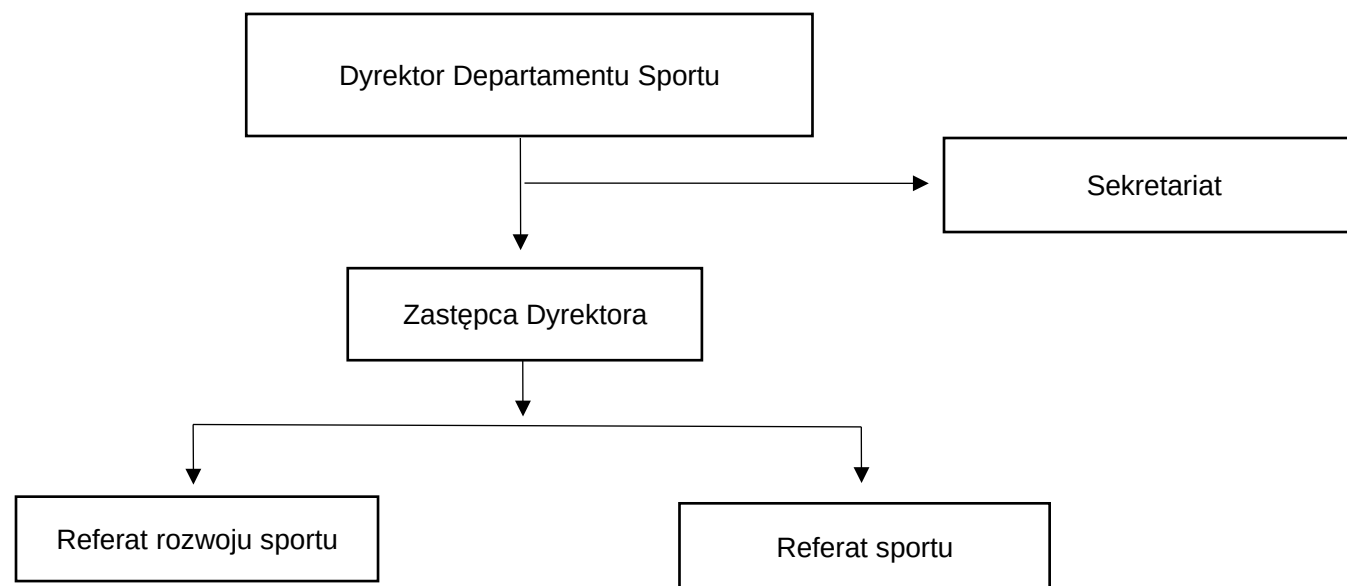 Dyrektor Departamentu Sportu
Sekretariat
Zastępca Dyrektora
Referat rozwoju sportu
Referat sportu